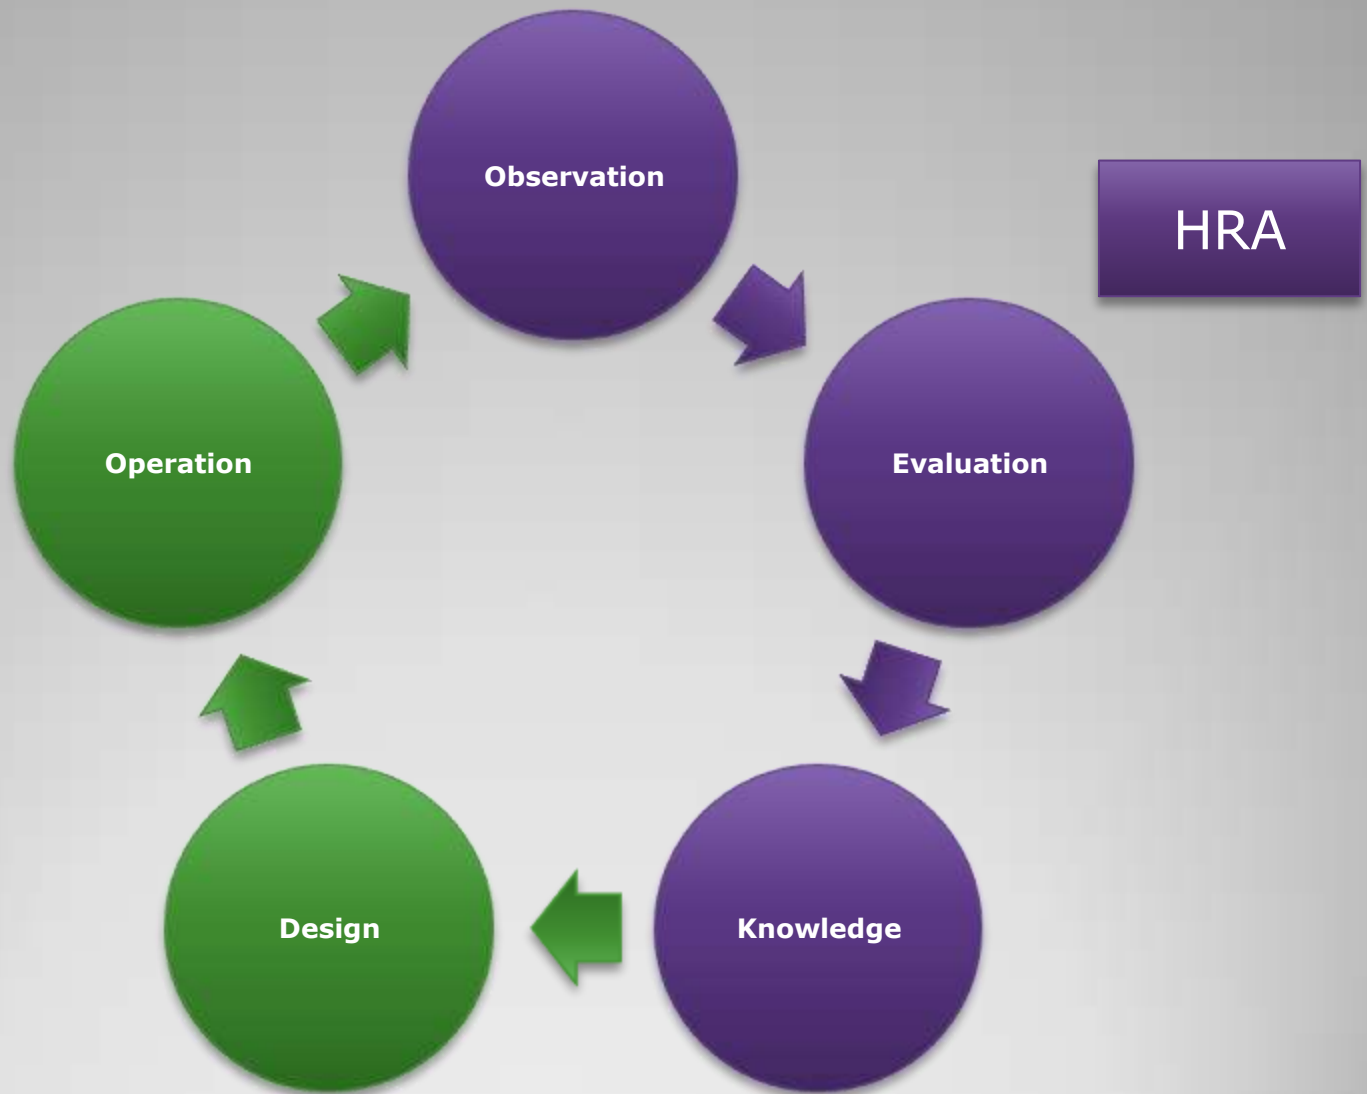 Observation
HRA
Evaluation
Knowledge
Design
Operation